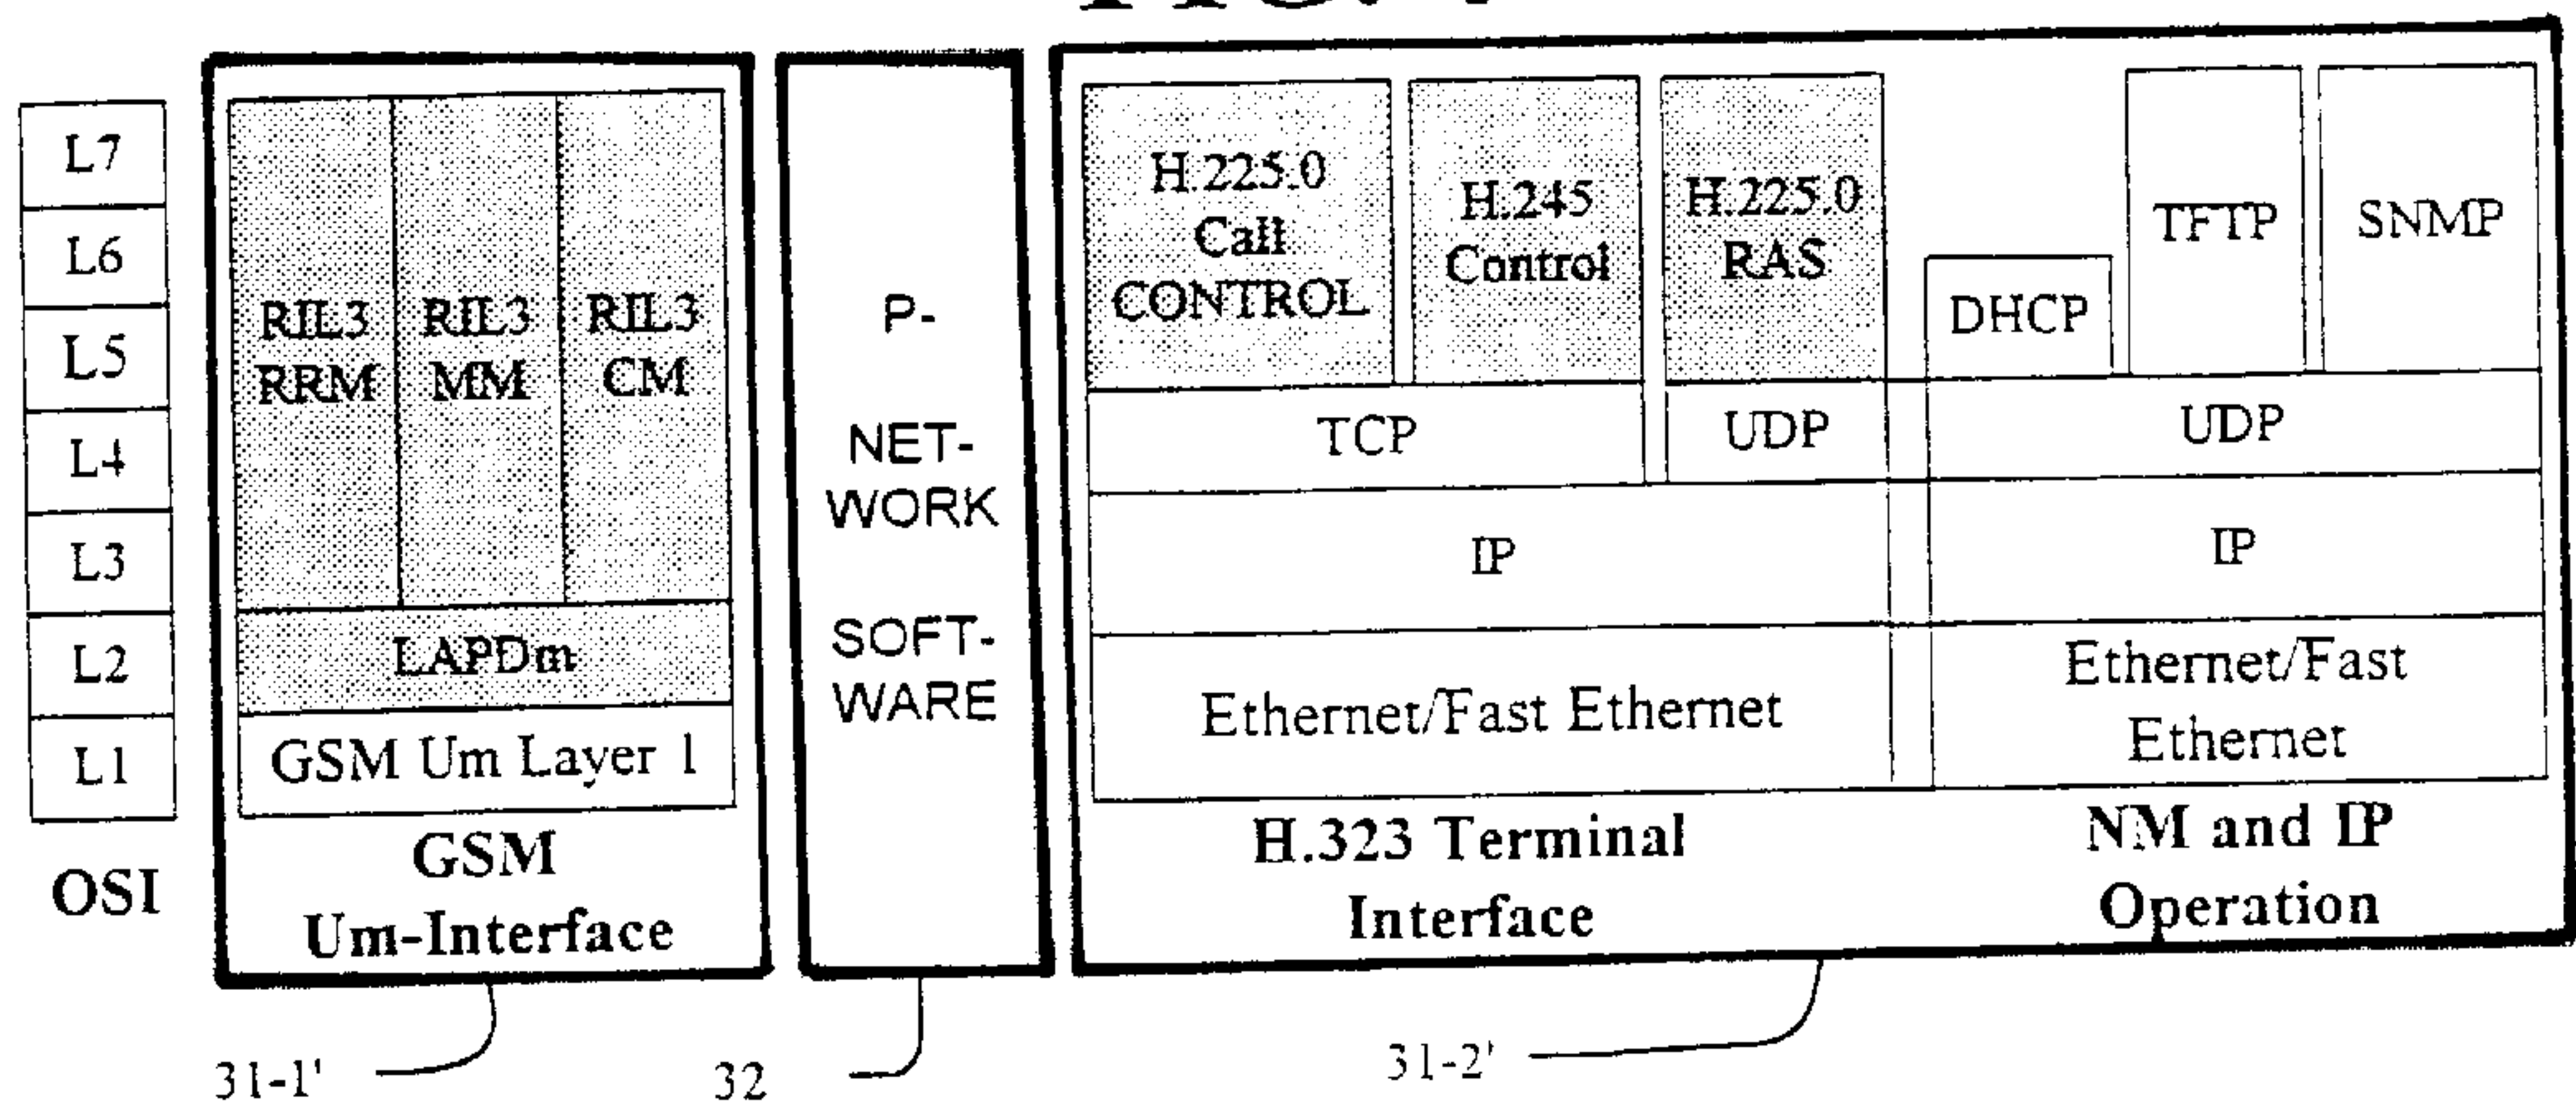 L7
L6
L5
L4
L3
L2
L1
OSI
RIL3
RRM
RIL3
MM
RIL3
CM
LAPDm
GSM Um Layer 1
GSM
Um-Interface
31-1'
P-
NET-
WORK
SOFT-
WARE
32
H.225.0
Call
CONTROL
H.245
Control
H.225.0
RAS
TCP
UDP
IP
Ethernet/Fast Ethernet
H.323 Terminal
Interface
DHCP
TFTP
SNMP
UDP
IP
Ethernet/Fast
Ethernet
NM and IP
Operation
31-2'